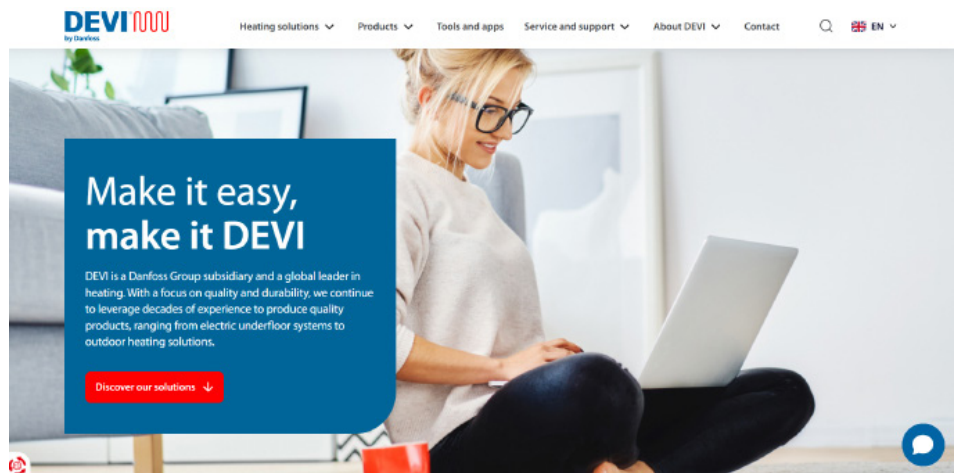 DEVI
by Danfoss
Heating solutions
Products
Tools and apps
Service and support
About DEVI
Contact
EN
Make it easy,
make it DEVI
DEVI is a Danfoss Group subsidiary and a global leader in
heating. With a focus on quality and durability, we continue
to leverage decades of experience to produce quality
products, ranging from electric underfloor systems to
outdoor heating solutions.
Discover our solutions